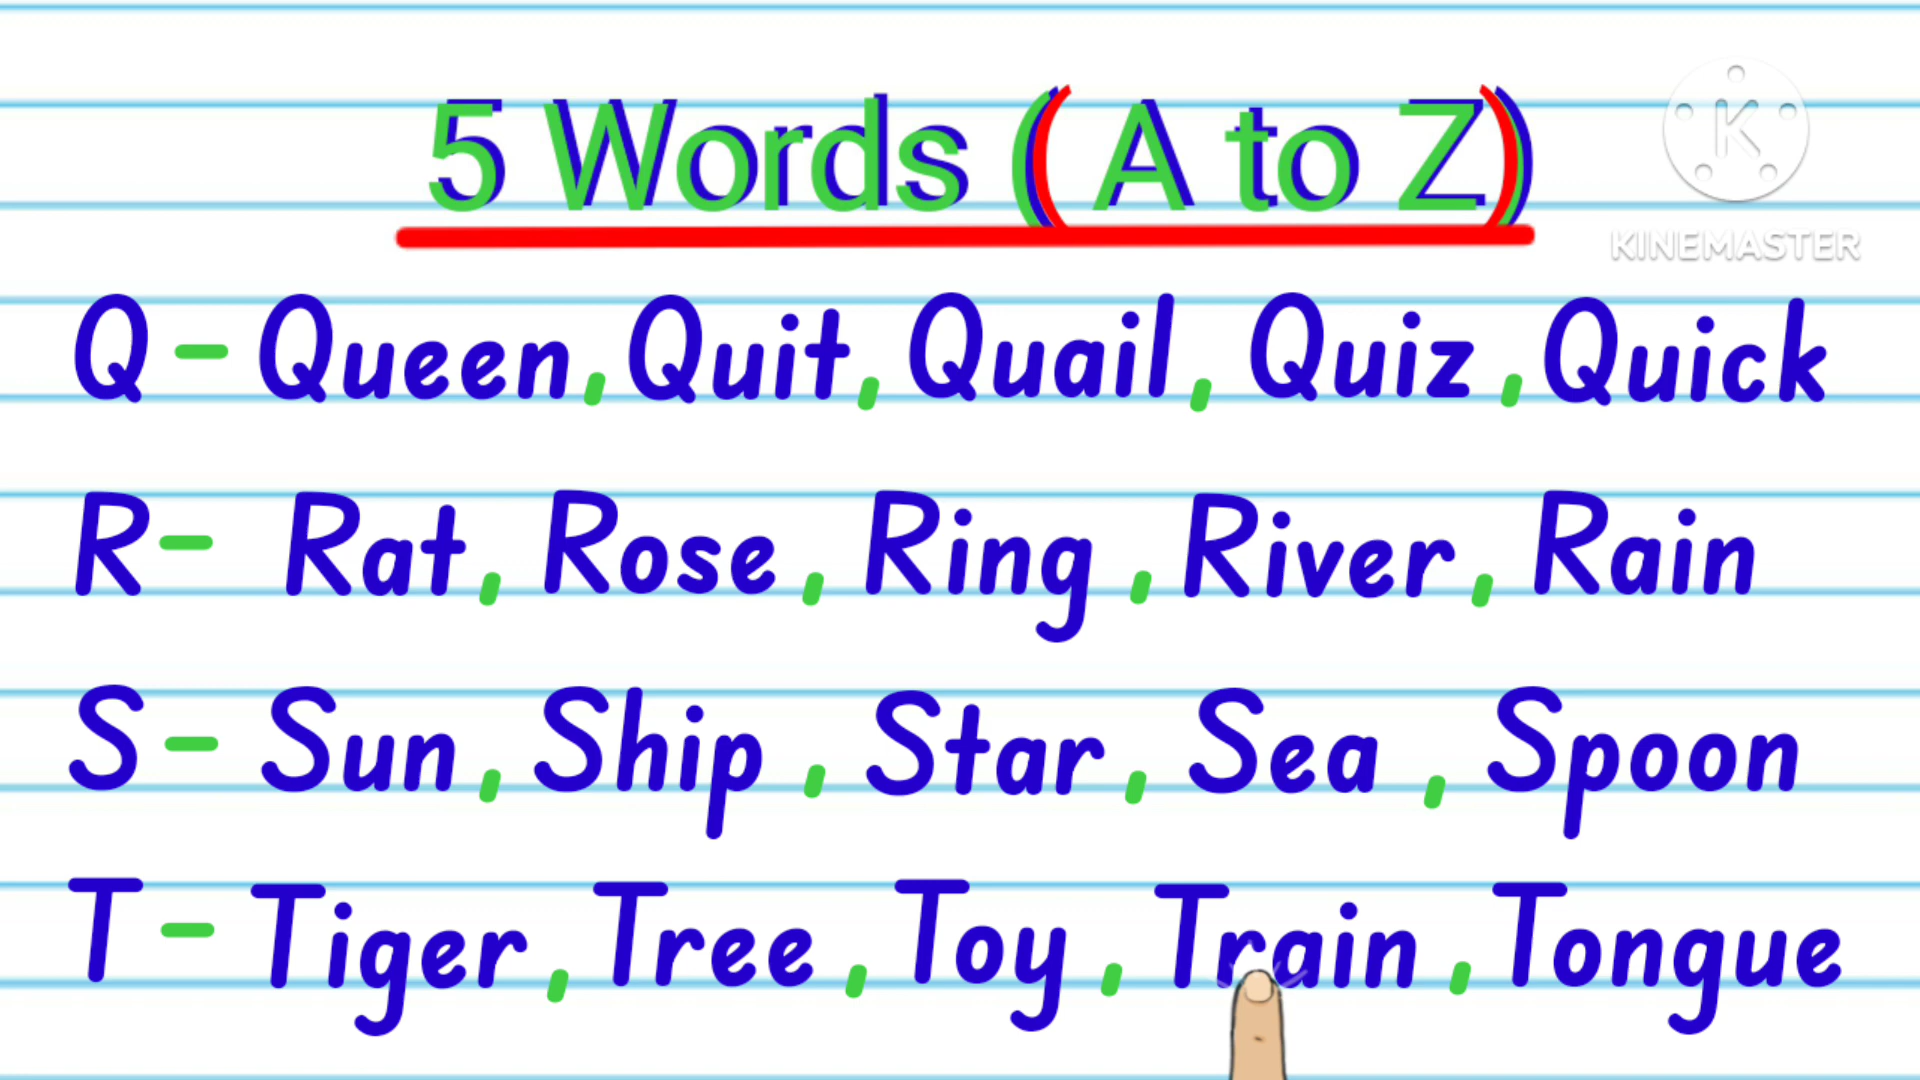 5 Words ( A to Z)
K
KINEMASTER
Q - Queen, Quit, Quail, Quiz, Quick
R - Rat, Rose, Ring, River, Rain
S - Sun, Ship, Star, Sea, Spoon
T - Tiger, Tree, Toy, Train, Tongue